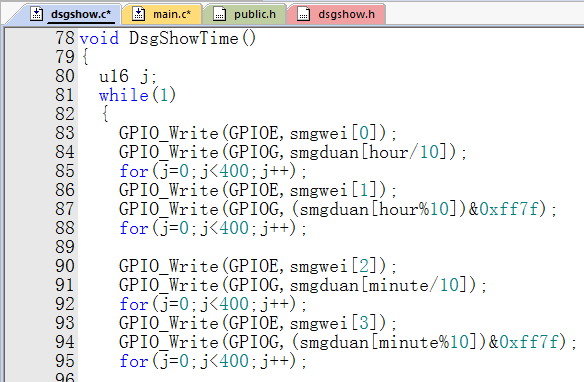 dsgshow.c* main.c* public.h dsgshow.h
78 void DsgShowTime()
79 {
80 u16 j;
81 while(1)
82 {
83 GPIO_Write(GPIOE,smgwei[0]);
84 GPIO_Write(GPIOG,smgduan[hour/10]);
85 for(j=0;j<400;j++);
86 GPIO_Write(GPIOE,smgwei[1]);
87 GPIO_Write(GPIOG,(smgduan[hour%10])&0xff7f);
88 for(j=0;j<400;j++);
89
90 GPIO_Write(GPIOE,smgwei[2]);
91 GPIO_Write(GPIOG,smgduan[minute/10]);
92 for(j=0;j<400;j++);
93 GPIO_Write(GPIOE,smgwei[3]);
94 GPIO_Write(GPIOG,(smgduan[minute%10])&0xff7f);
95 for(j=0;j<400;j++);
96